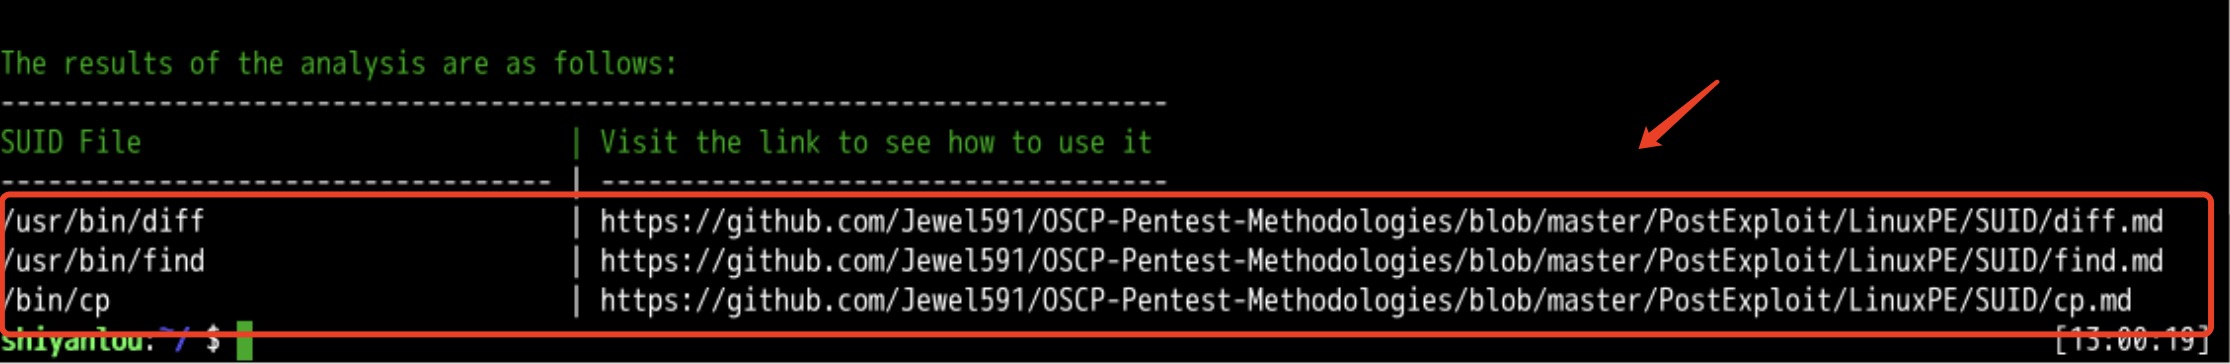 The results of the analysis are as follows:
--------------------------------------------------------------------------
SUID File | Visit the link to see how to use it
----------------------------------- | ------------------------------------
/usr/bin/diff | https://github.com/Jewel591/OSCP-Pentest-Methodologies/blob/master/PostExploit/LinuxPE/SUID/diff.md
/usr/bin/find | https://github.com/Jewel591/OSCP-Pentest-Methodologies/blob/master/PostExploit/LinuxPE/SUID/find.md
/bin/cp | https://github.com/Jewel591/OSCP-Pentest-Methodologies/blob/master/PostExploit/LinuxPE/SUID/cp.md
shiyanlou: ~/ $ [13:00:19]